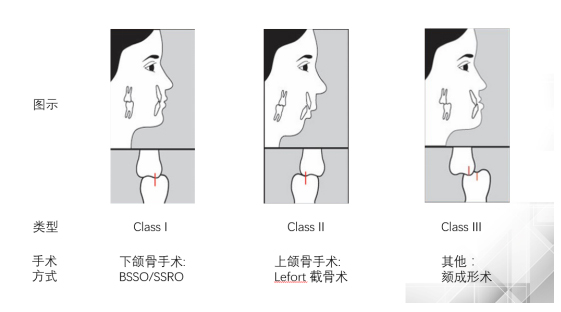 图示
类型
Class I
Class II
Class III
手术
方式
下颌骨手术:
BSSO/SSRO
上颌骨手术:
Lefort 截骨术
其他：
颏成形术